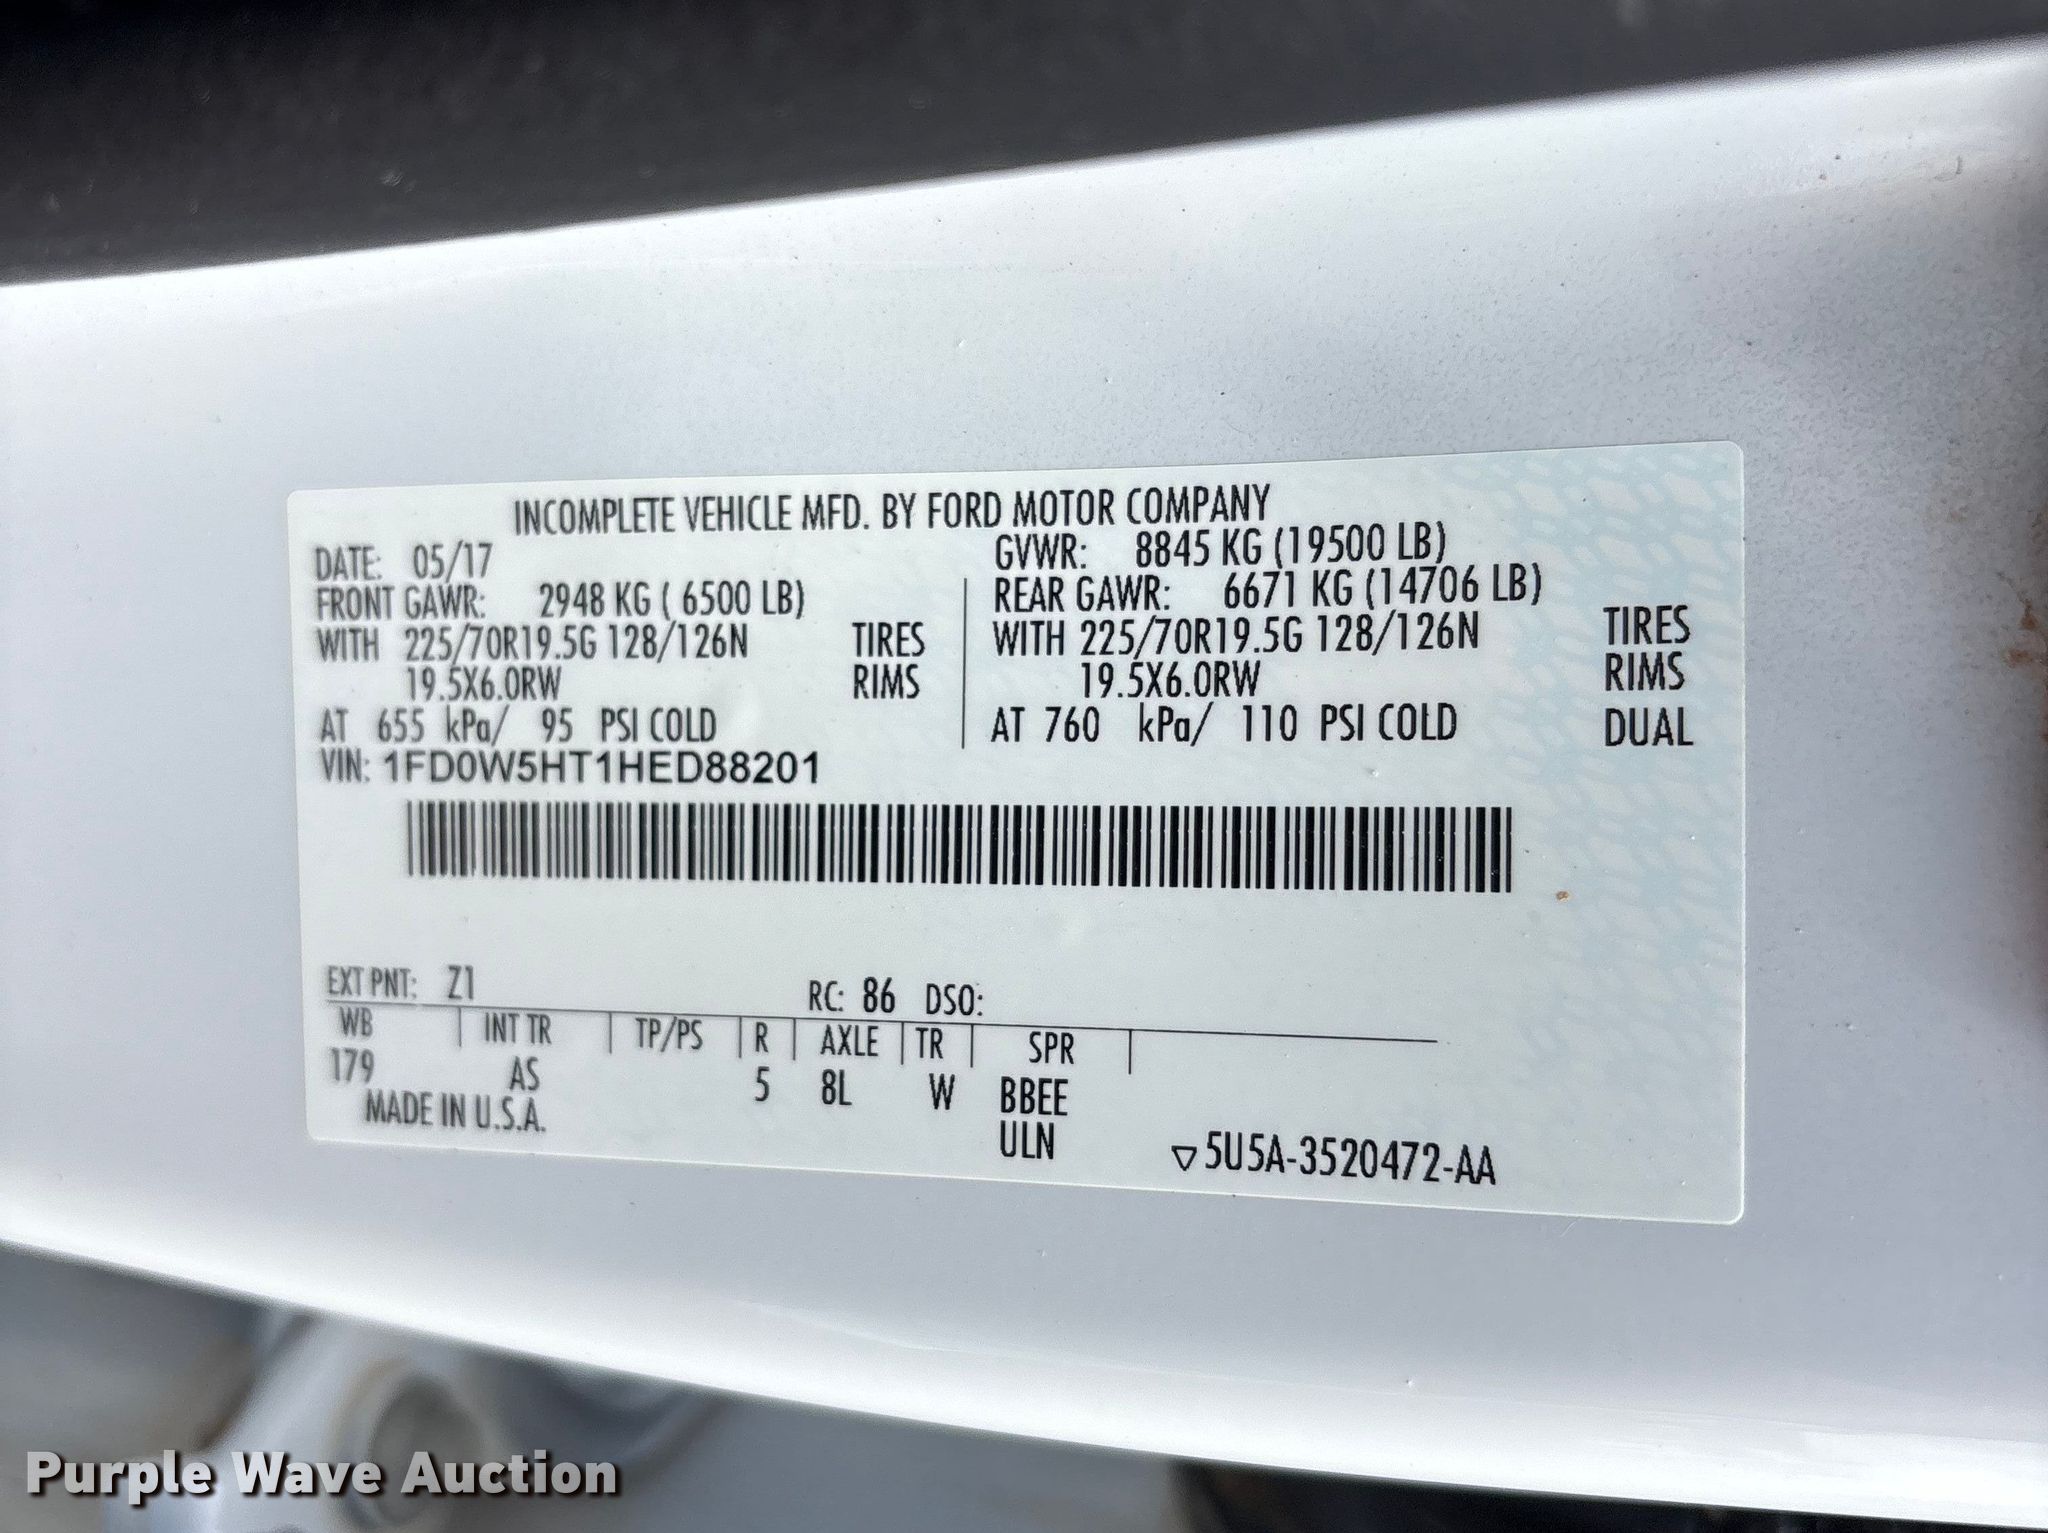 INCOMPLETE VEHICLE MFD. BY FORD MOTOR COMPANY
DATE: 05/17 GVWR: 8845 KG (19500 LB)
FRONT GAWR: 2948 KG ( 6500 LB) REAR GAWR: 6671 KG (14706 LB)
WITH 225/70R19.5G 128/126N TIRES WITH 225/70R19.5G 128/126N TIRES
19.5X6.0RW RIMS 19.5X6.0RW RIMS
AT 655 kPa/ 95 PSI COLD AT 760 kPa/ 110 PSI COLD DUAL
VIN: 1FD0W5HT1HED88201
EXT PNT: Z1 RC: 86 DSO:
WB INT TR TP/PS R AXLE TR SPR
179 AS 5 8L W BBEE
MADE IN U.S.A. ULN
▽5U5A-3520472-AA
Purple Wave Auction